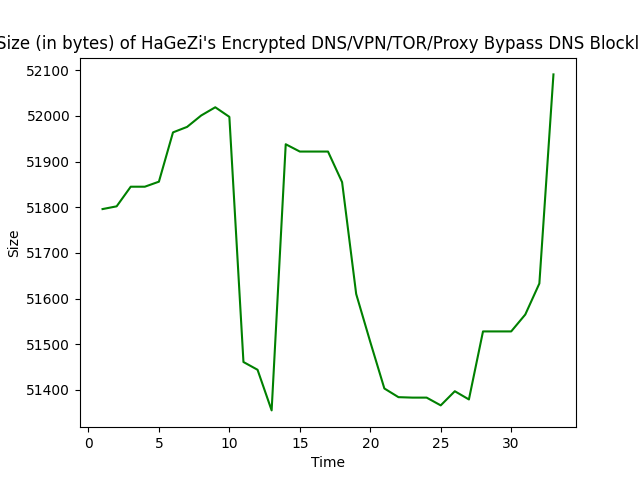 Size (in bytes) of HaGeZi's Encrypted DNS/VPN/TOR/Proxy Bypass DNS Blockl
52100
52000
51900
51800
51700
51600
51500
51400
Size
0 5 10 15 20 25 30
Time